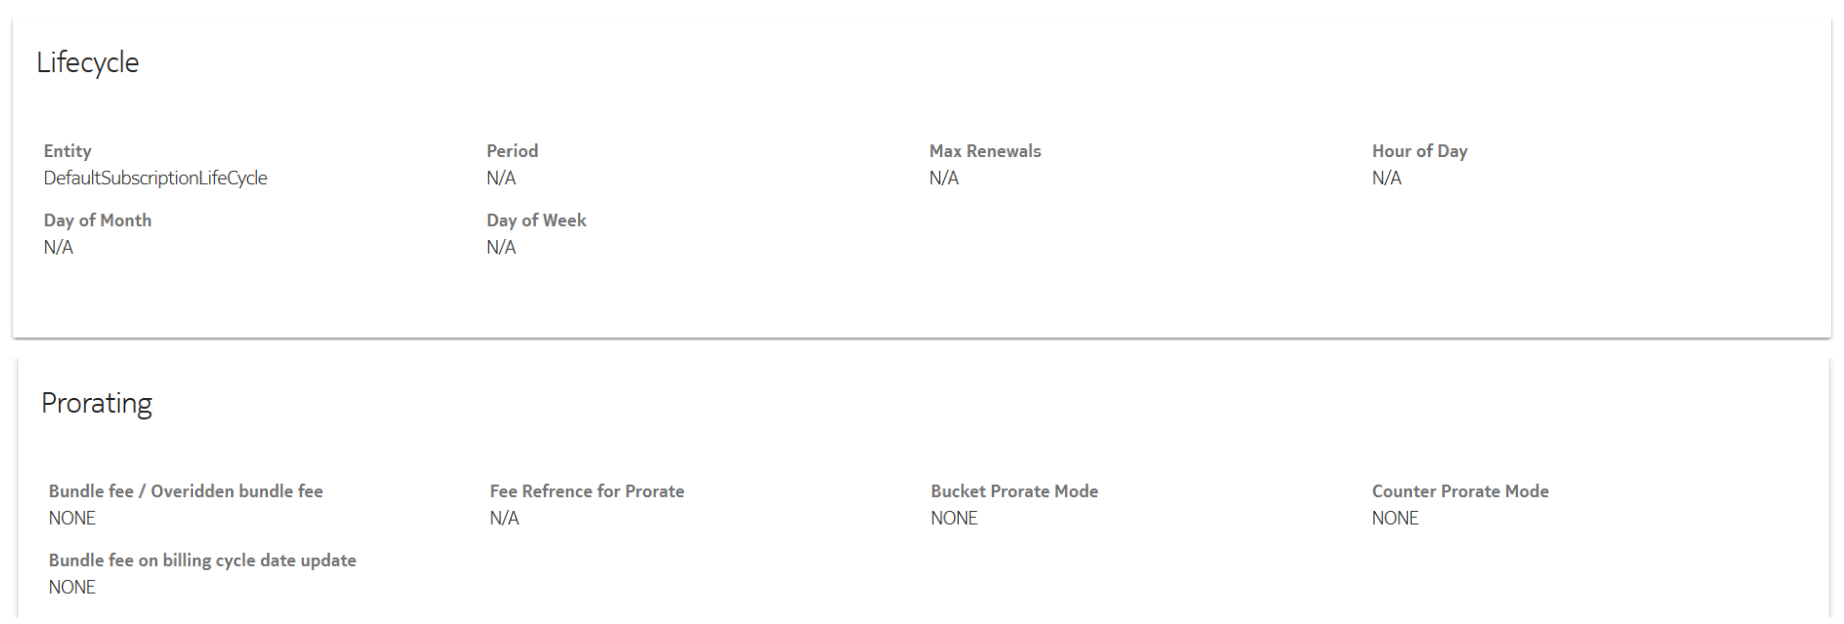 Lifecycle
Entity Period Max Renewals Hour of Day
DefaultSubscriptionLifeCycle N/A N/A N/A
Day of Month Day of Week
N/A N/A
Prorating
Bundle fee / Overidden bundle fee Fee Refrence for Prorate Bucket Prorate Mode Counter Prorate Mode
NONE N/A NONE NONE
Bundle fee on billing cycle date update
NONE